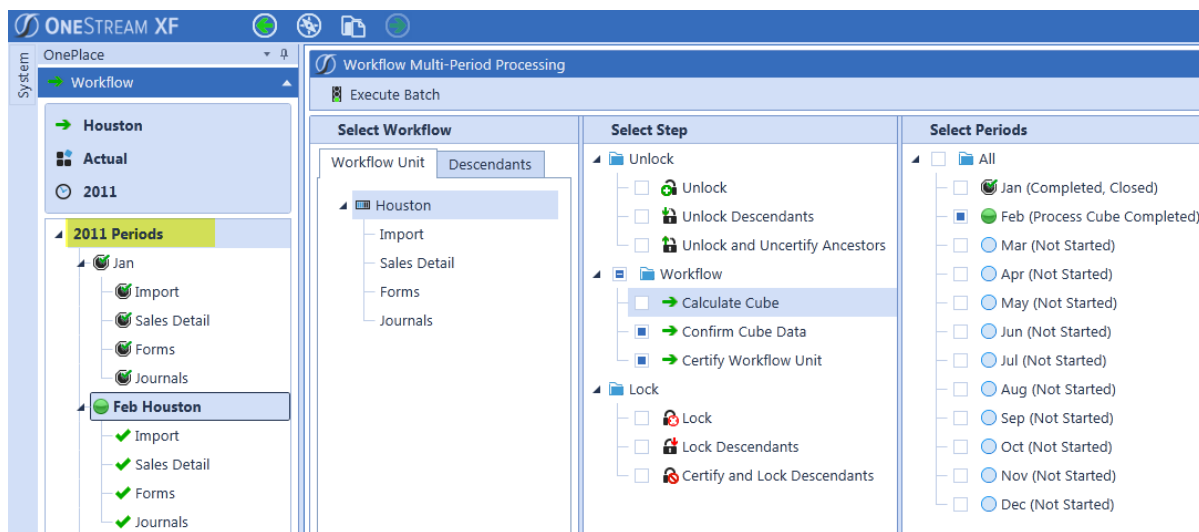 ONESTREAM XF
System
OnePlace
Workflow
Houston
Actual
2011
2011 Periods
Jan
Import
Sales Detail
Forms
Journals
Feb Houston
Import
Sales Detail
Forms
Journals
Workflow Multi-Period Processing
Execute Batch
Select Workflow
Workflow Unit
Descendants
Houston
Import
Sales Detail
Forms
Journals
Select Step
Unlock
Unlock
Unlock Descendants
Unlock and Uncertify Ancestors
Workflow
Calculate Cube
Confirm Cube Data
Certify Workflow Unit
Lock
Lock
Lock Descendants
Certify and Lock Descendants
Select Periods
All
Jan (Completed, Closed)
Feb (Process Cube Completed)
Mar (Not Started)
Apr (Not Started)
May (Not Started)
Jun (Not Started)
Jul (Not Started)
Aug (Not Started)
Sep (Not Started)
Oct (Not Started)
Nov (Not Started)
Dec (Not Started)